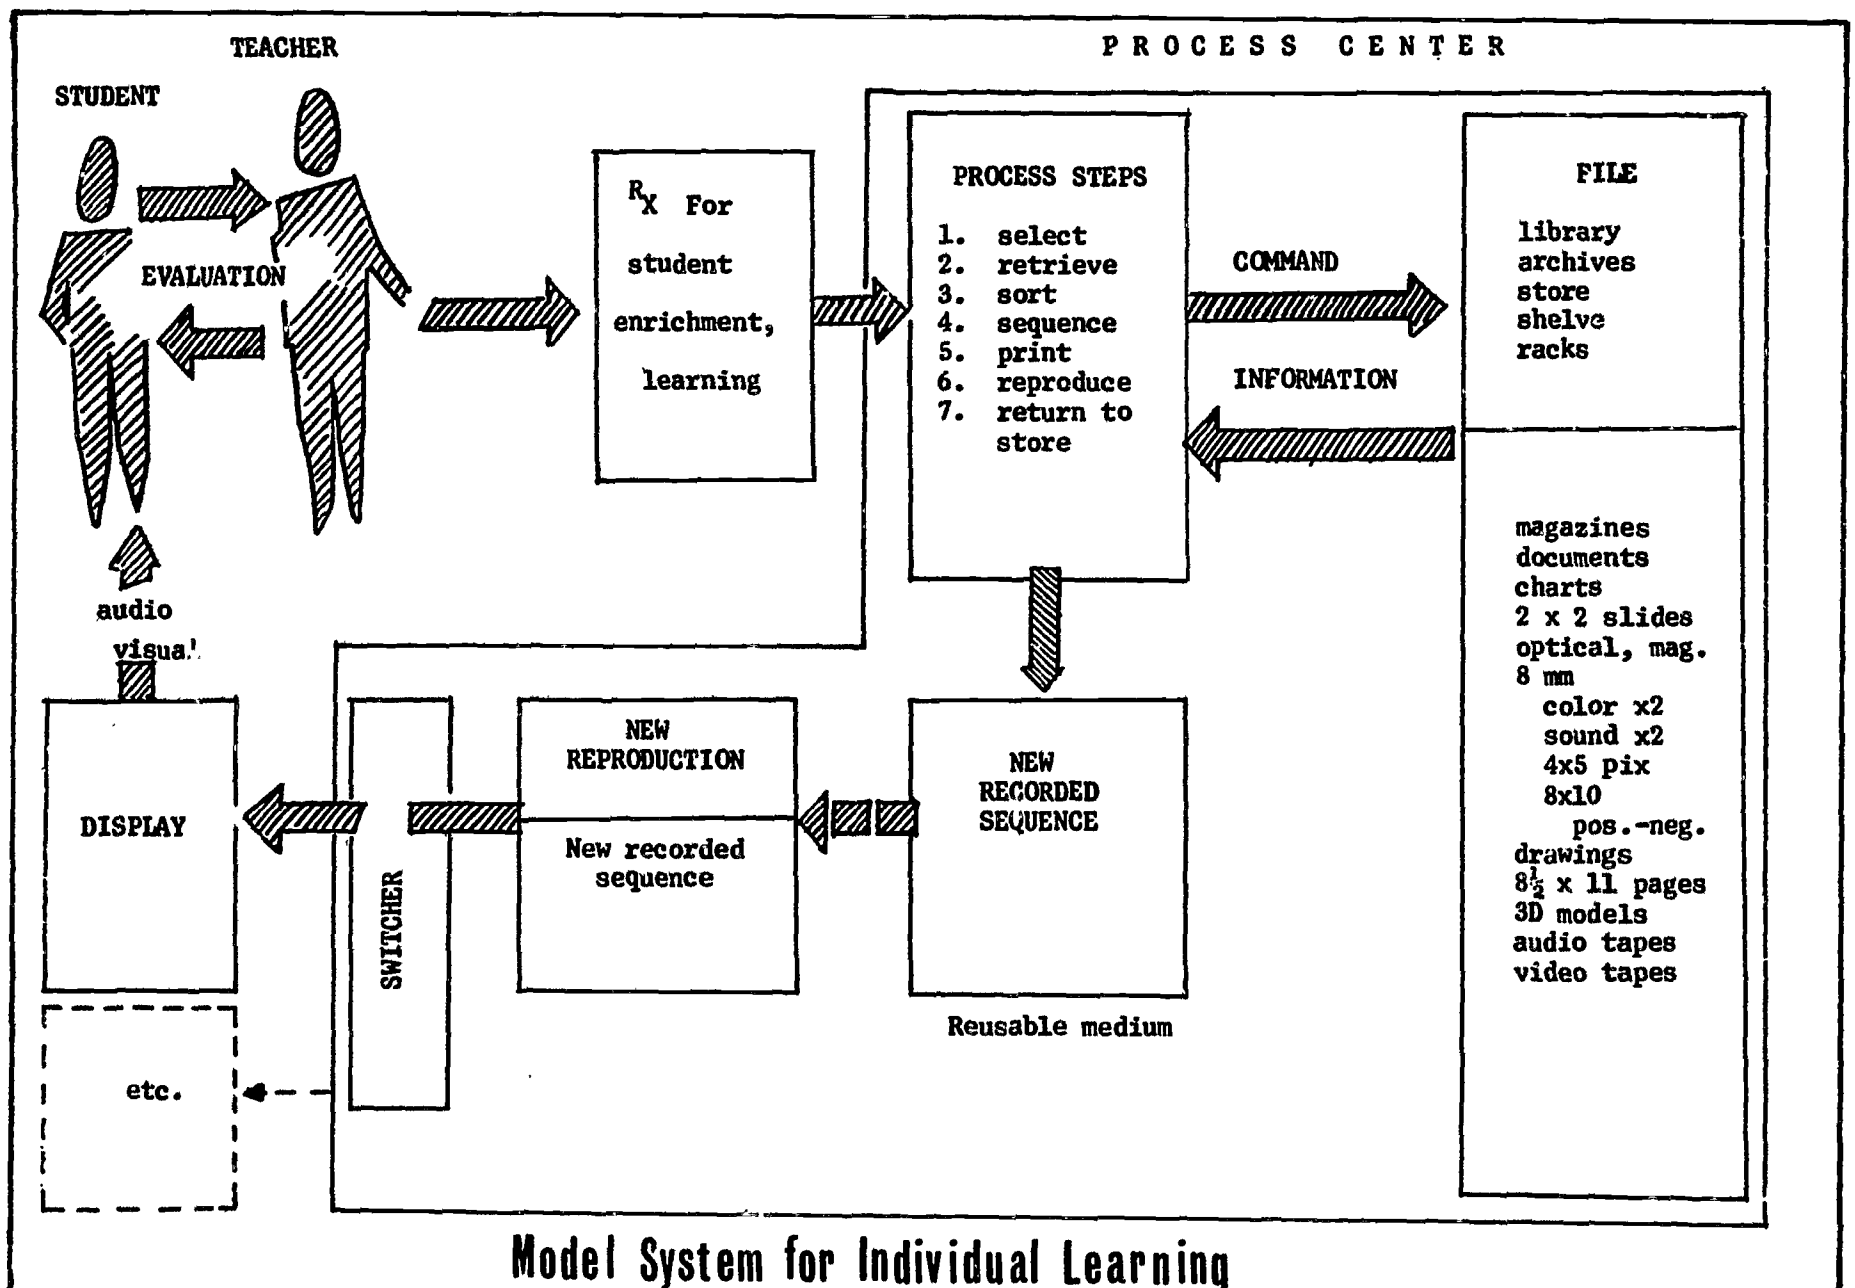 TEACHER
STUDENT
EVALUATION
PROCESS CENTER
Rx For
student
enrichment,
learning
PROCESS STEPS
1. select
2. retrieve
3. sort
4. sequence
5. print
6. reproduce
7. return to
store
COMMAND
INFORMATION
FILE
library
archives
store
shelve
racks
magazines
documents
charts
2 x 2 slides
optical, mag.
8 mm
color x2
sound x2
4x5 pix
8x10
pos.-neg.
drawings
8½ x 11 pages
3D models
audio tapes
video tapes
NEW
RECORDED
SEQUENCE
Reusable medium
NEW
REPRODUCTION
New recorded
sequence
SWITCHER
DISPLAY
audio
visual
etc.
Model System for Individual Learning